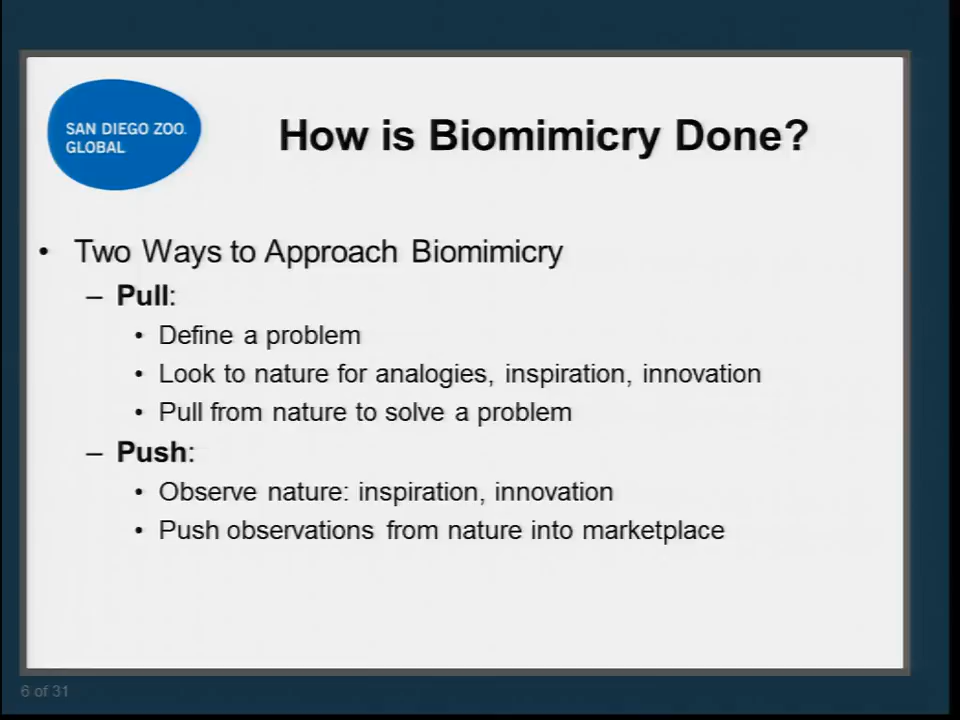 SAN DIEGO ZOO.
GLOBAL
How is Biomimicry Done?
• Two Ways to Approach Biomimicry
– Pull:
• Define a problem
• Look to nature for analogies, inspiration, innovation
• Pull from nature to solve a problem
– Push:
• Observe nature: inspiration, innovation
• Push observations from nature into marketplace
6 of 31